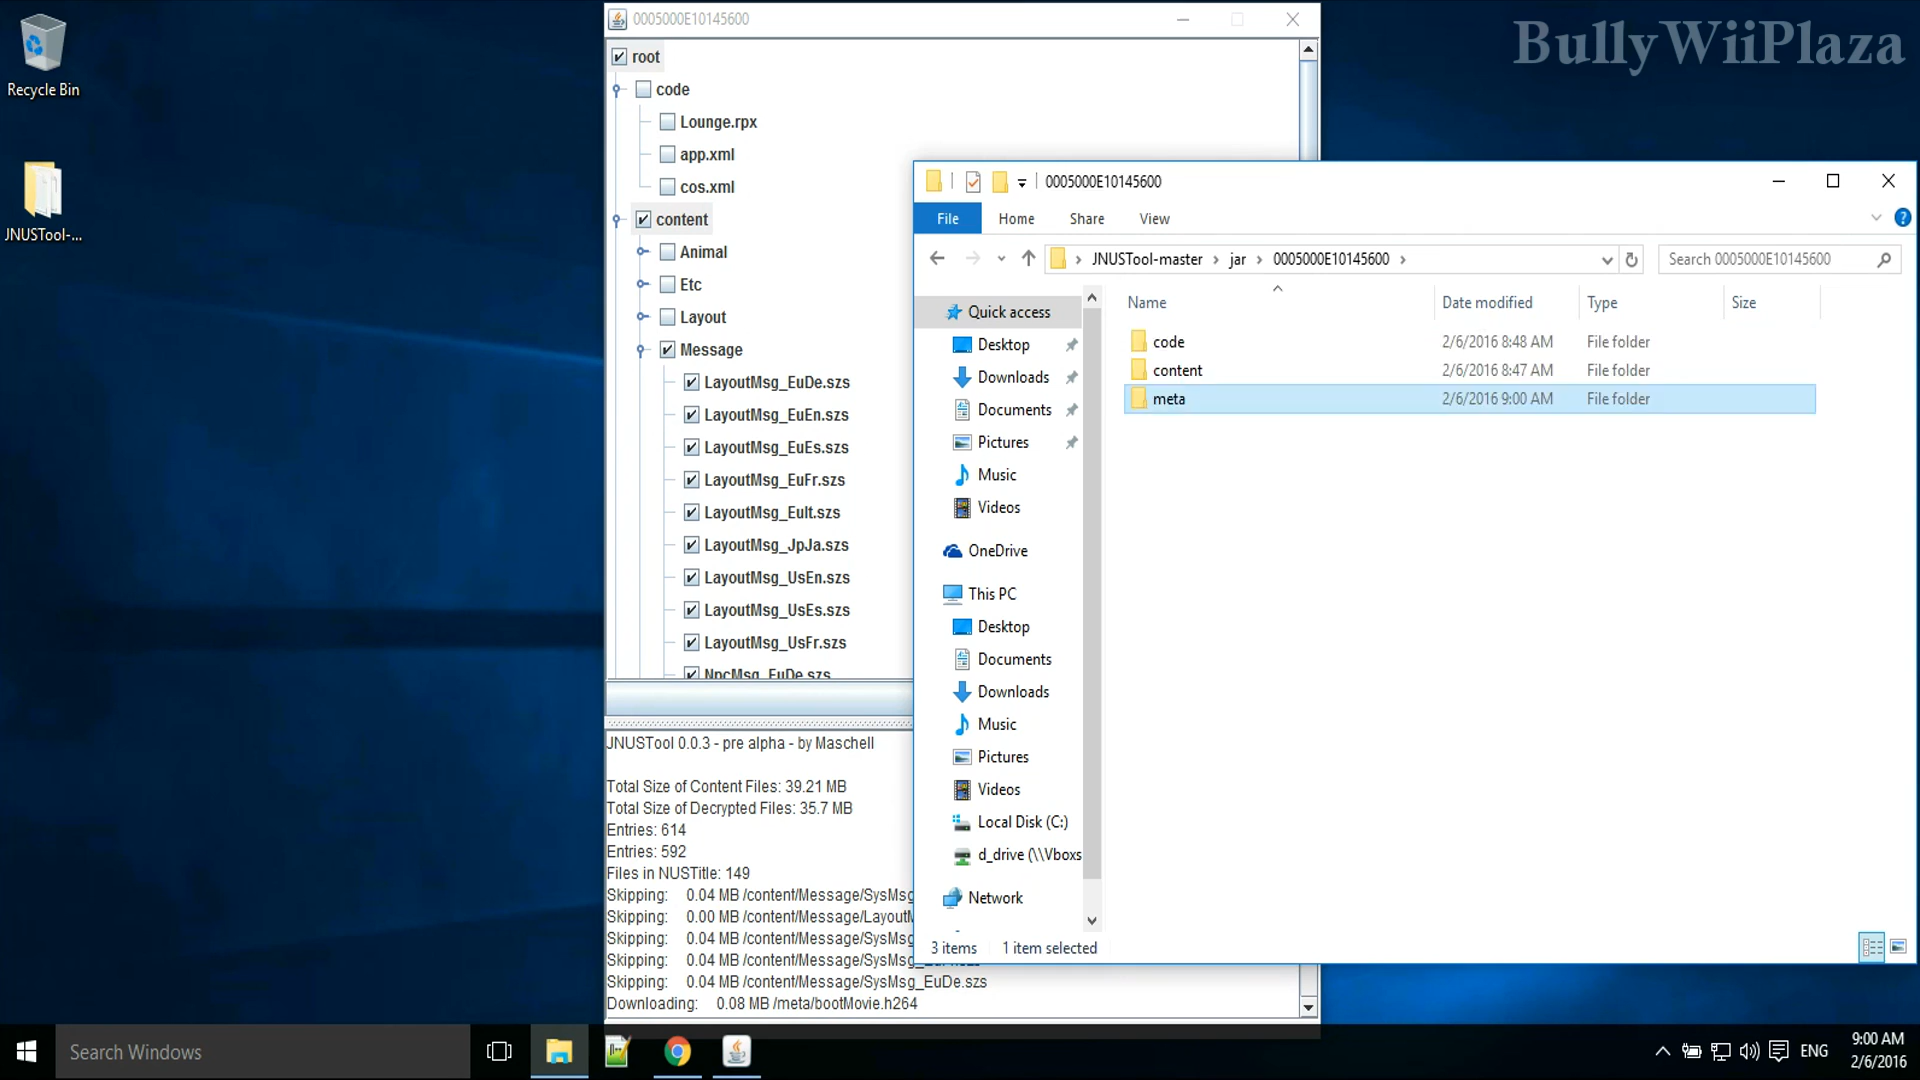 Recycle Bin
JNUSTool-...
0005000E10145600
root
code
Lounge.rpx
app.xml
cos.xml
content
Animal
Etc
Layout
Message
LayoutMsg_EuDe.szs
LayoutMsg_EuEn.szs
LayoutMsg_EuEs.szs
LayoutMsg_EuFr.szs
LayoutMsg_EuIt.szs
LayoutMsg_JpJa.szs
LayoutMsg_UsEn.szs
LayoutMsg_UsEs.szs
LayoutMsg_UsFr.szs
NpcMsg_EuDe.szs
JNUSTool 0.0.3 - pre alpha - by Maschell
Total Size of Content Files: 39.21 MB
Total Size of Decrypted Files: 35.7 MB
Entries: 614
Entries: 592
Files in NUSTitle: 149
Skipping: 0.04 MB /content/Message/SysMsg_
Skipping: 0.00 MB /content/Message/LayoutM
Skipping: 0.04 MB /content/Message/SysMsg_
Skipping: 0.04 MB /content/Message/SysMsg_
Skipping: 0.04 MB /content/Message/SysMsg_EuDe.szs
Downloading: 0.08 MB /meta/bootMovie.h264
BullyWiiPlaza
0005000E10145600
File Home Share View
JNUSTool-master jar 0005000E10145600
Search 0005000E10145600
Quick access
Desktop
Downloads
Documents
Pictures
Music
Videos
OneDrive
This PC
Desktop
Documents
Downloads
Music
Pictures
Videos
Local Disk (C:)
d_drive (\\Vboxs
Network
Name Date modified Type Size
code 2/6/2016 8:48 AM File folder
content 2/6/2016 8:47 AM File folder
meta 2/6/2016 9:00 AM File folder
3 items 1 item selected
Search Windows
ENG
9:00 AM
2/6/2016